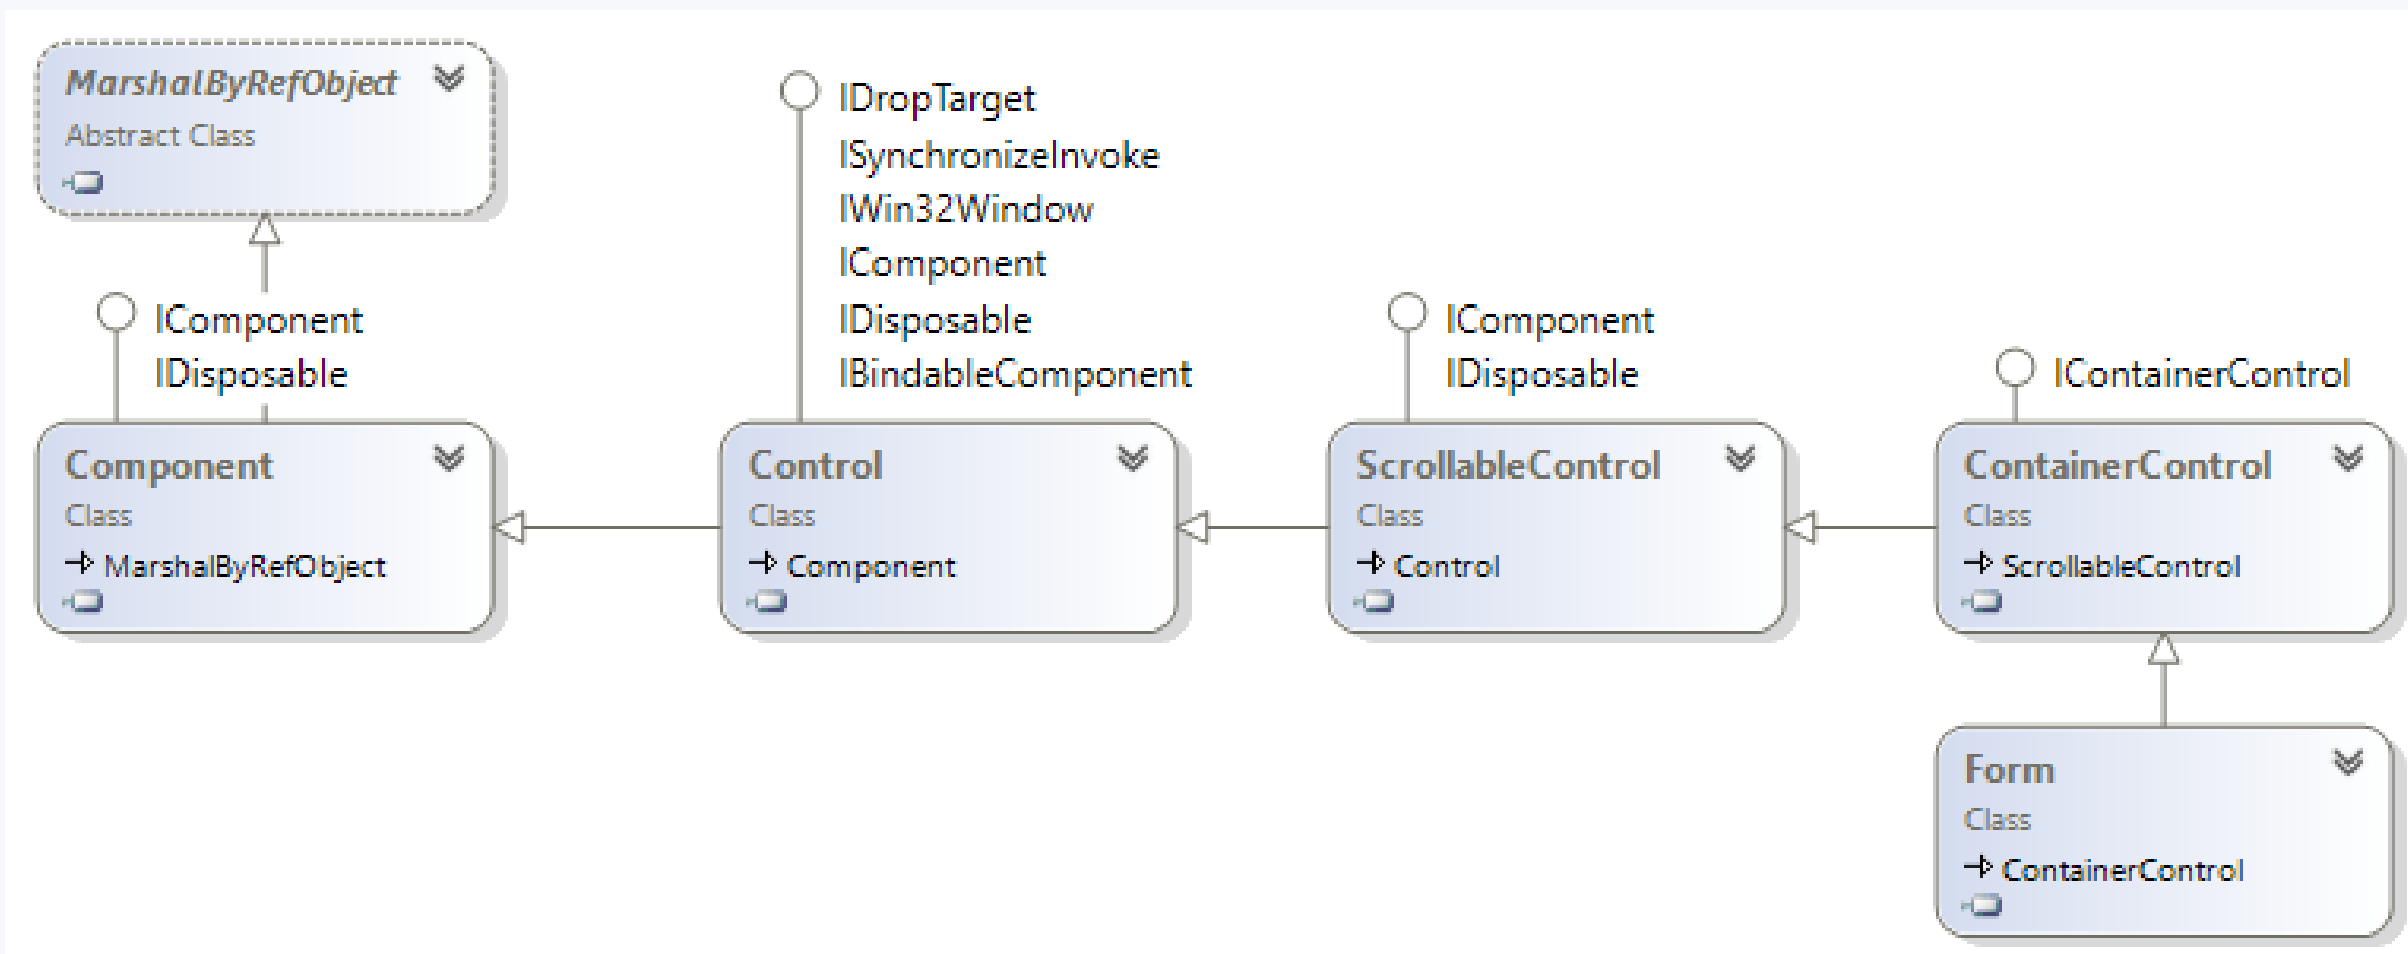 MarshalByRefObject
Abstract Class
IComponent
IDisposable
Component
Class
MarshalByRefObject
IDropTarget
ISynchronizeInvoke
IWin32Window
IComponent
IDisposable
IBindableComponent
Control
Class
Component
IComponent
IDisposable
ScrollableControl
Class
Control
IContainerControl
ContainerControl
Class
ScrollableControl
Form
Class
ContainerControl